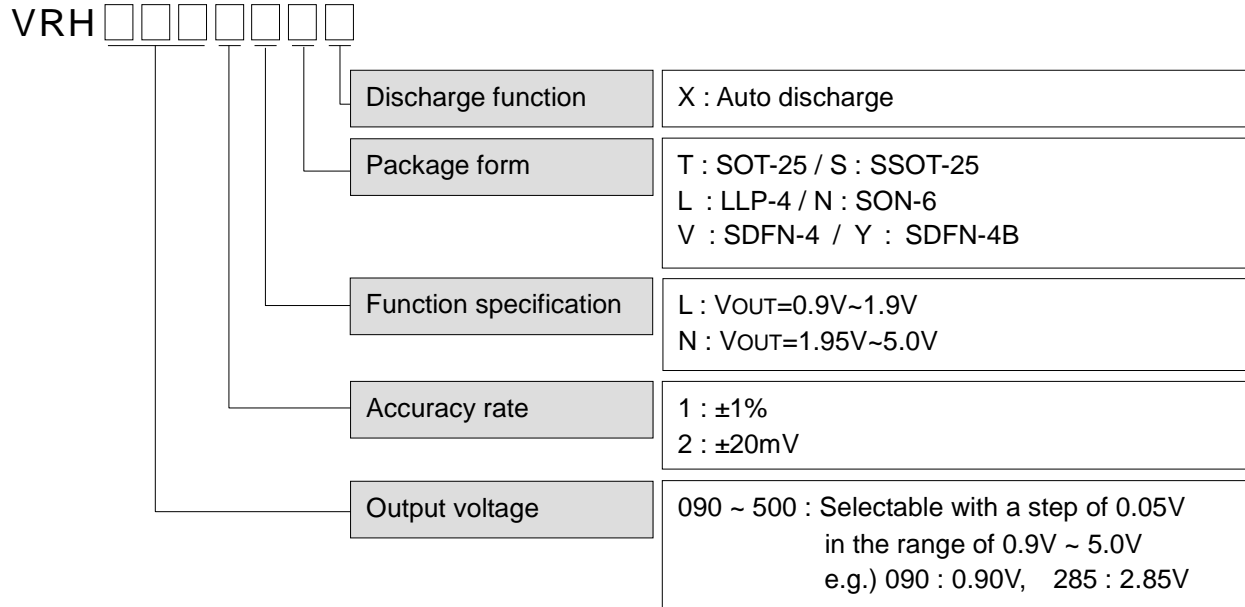 VRH
Discharge function
X : Auto discharge
Package form
T : SOT-25 / S : SSOT-25
L : LLP-4 / N : SON-6
V : SDFN-4 / Y : SDFN-4B
Function specification
L : VOUT=0.9V~1.9V
N : VOUT=1.95V~5.0V
Accuracy rate
1 : ±1%
2 : ±20mV
Output voltage
090 ~ 500 : Selectable with a step of 0.05V
in the range of 0.9V ~ 5.0V
e.g.) 090 : 0.90V, 285 : 2.85V